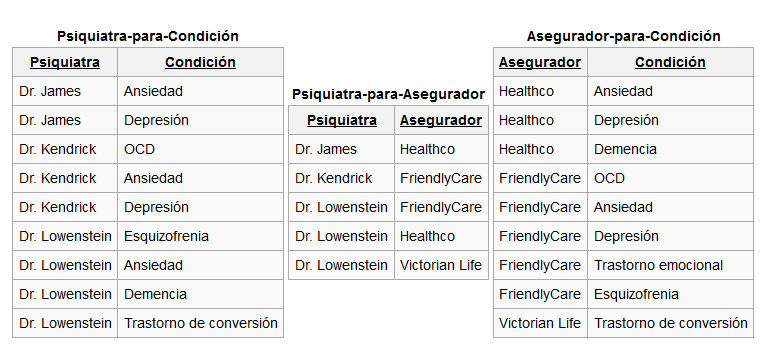 Psiquiatra-para-Condición
Psiquiatra Condición
Dr. James Ansiedad
Dr. James Depresión
Dr. Kendrick OCD
Dr. Kendrick Ansiedad
Dr. Kendrick Depresión
Dr. Lowenstein Esquizofrenia
Dr. Lowenstein Ansiedad
Dr. Lowenstein Demencia
Dr. Lowenstein Trastorno de conversión
Psiquiatra-para-Asegurador
Psiquiatra Asegurador
Dr. James Healthco
Dr. Kendrick FriendlyCare
Dr. Lowenstein FriendlyCare
Dr. Lowenstein Healthco
Dr. Lowenstein Victorian Life
Asegurador-para-Condición
Asegurador Condición
Healthco Ansiedad
Healthco Depresión
Healthco Demencia
FriendlyCare OCD
FriendlyCare Ansiedad
FriendlyCare Depresión
FriendlyCare Trastorno emocional
FriendlyCare Esquizofrenia
Victorian Life Trastorno de conversión